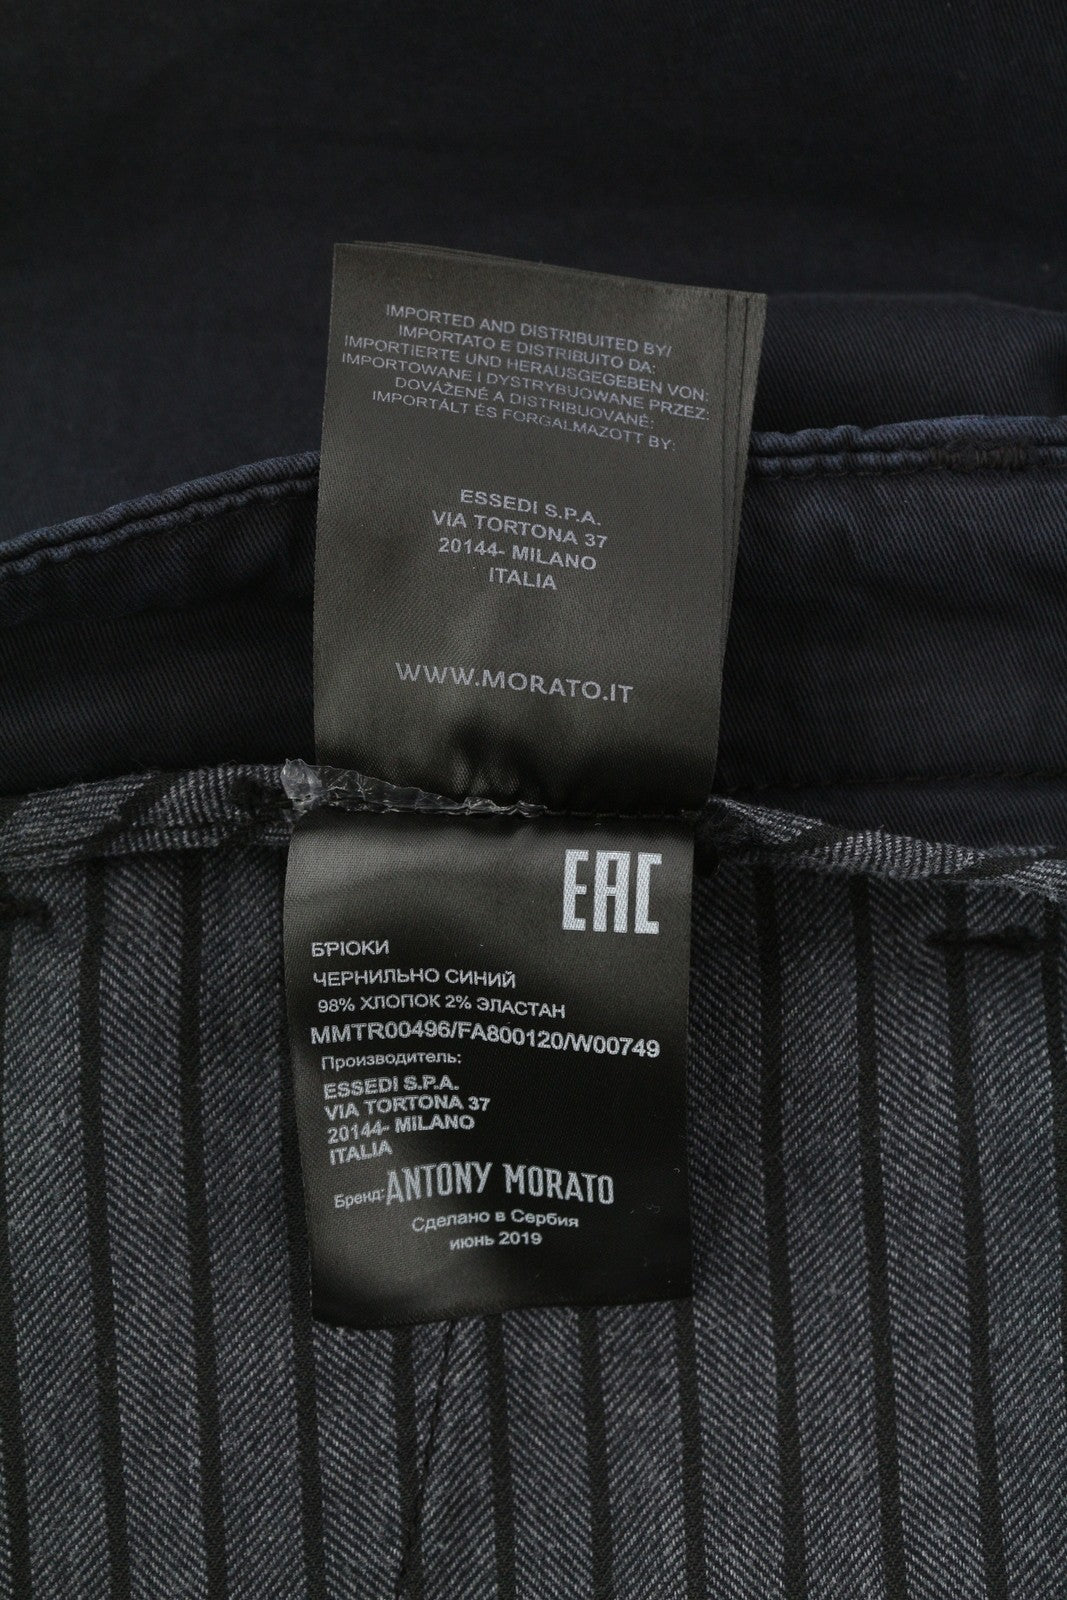 IMPORTED AND DISTRIBUITED BY/
IMPORTATO E DISTRIBUITO DA:
IMPORTIERTE UND HERAUSGEGEBEN VON:
IMPORTOWANE I DYSTRYBUOWANE PRZEZ:
DOVÁŽENÉ A DISTRIBUOVANÉ:
IMPORTÁLT ÉS FORGALMAZOTT BY:
ESSEDI S.P.A.
VIA TORTONA 37
20144- MILANO
ITALIA
WWW.MORATO.IT
EAC
БРЮКИ
ЧЕРНИЛЬНО СИНИЙ
98% ХЛОПОК 2% ЭЛАСТАН
MMTR00496/FA800120/W00749
Производитель:
ESSEDI S.P.A.
VIA TORTONA 37
20144- MILANO
ITALIA
Бренд: ANTONY MORATO
Сделано в Сербия
июнь 2019